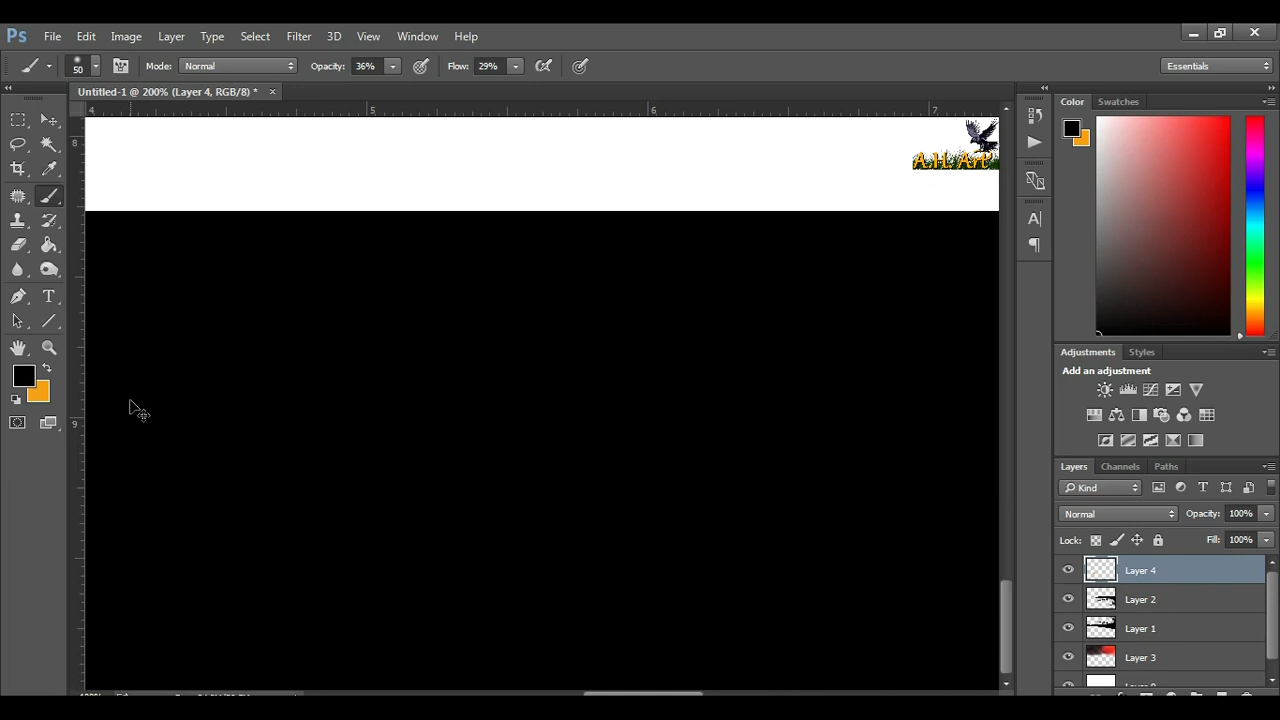 Ps File Edit Image Layer Type Select Filter 3D View Window Help
50 Mode: Normal Opacity: 36% Flow: 29% Essentials
Untitled-1 @ 200% (Layer 4, RGB/8) *
4 5 6 7
8
9
A.H. Art
Color Swatches
Adjustments Styles
Add an adjustment
Layers Channels Paths
Kind
Normal Opacity: 100%
Lock: Fill: 100%
Layer 4
Layer 2
Layer 1
Layer 3